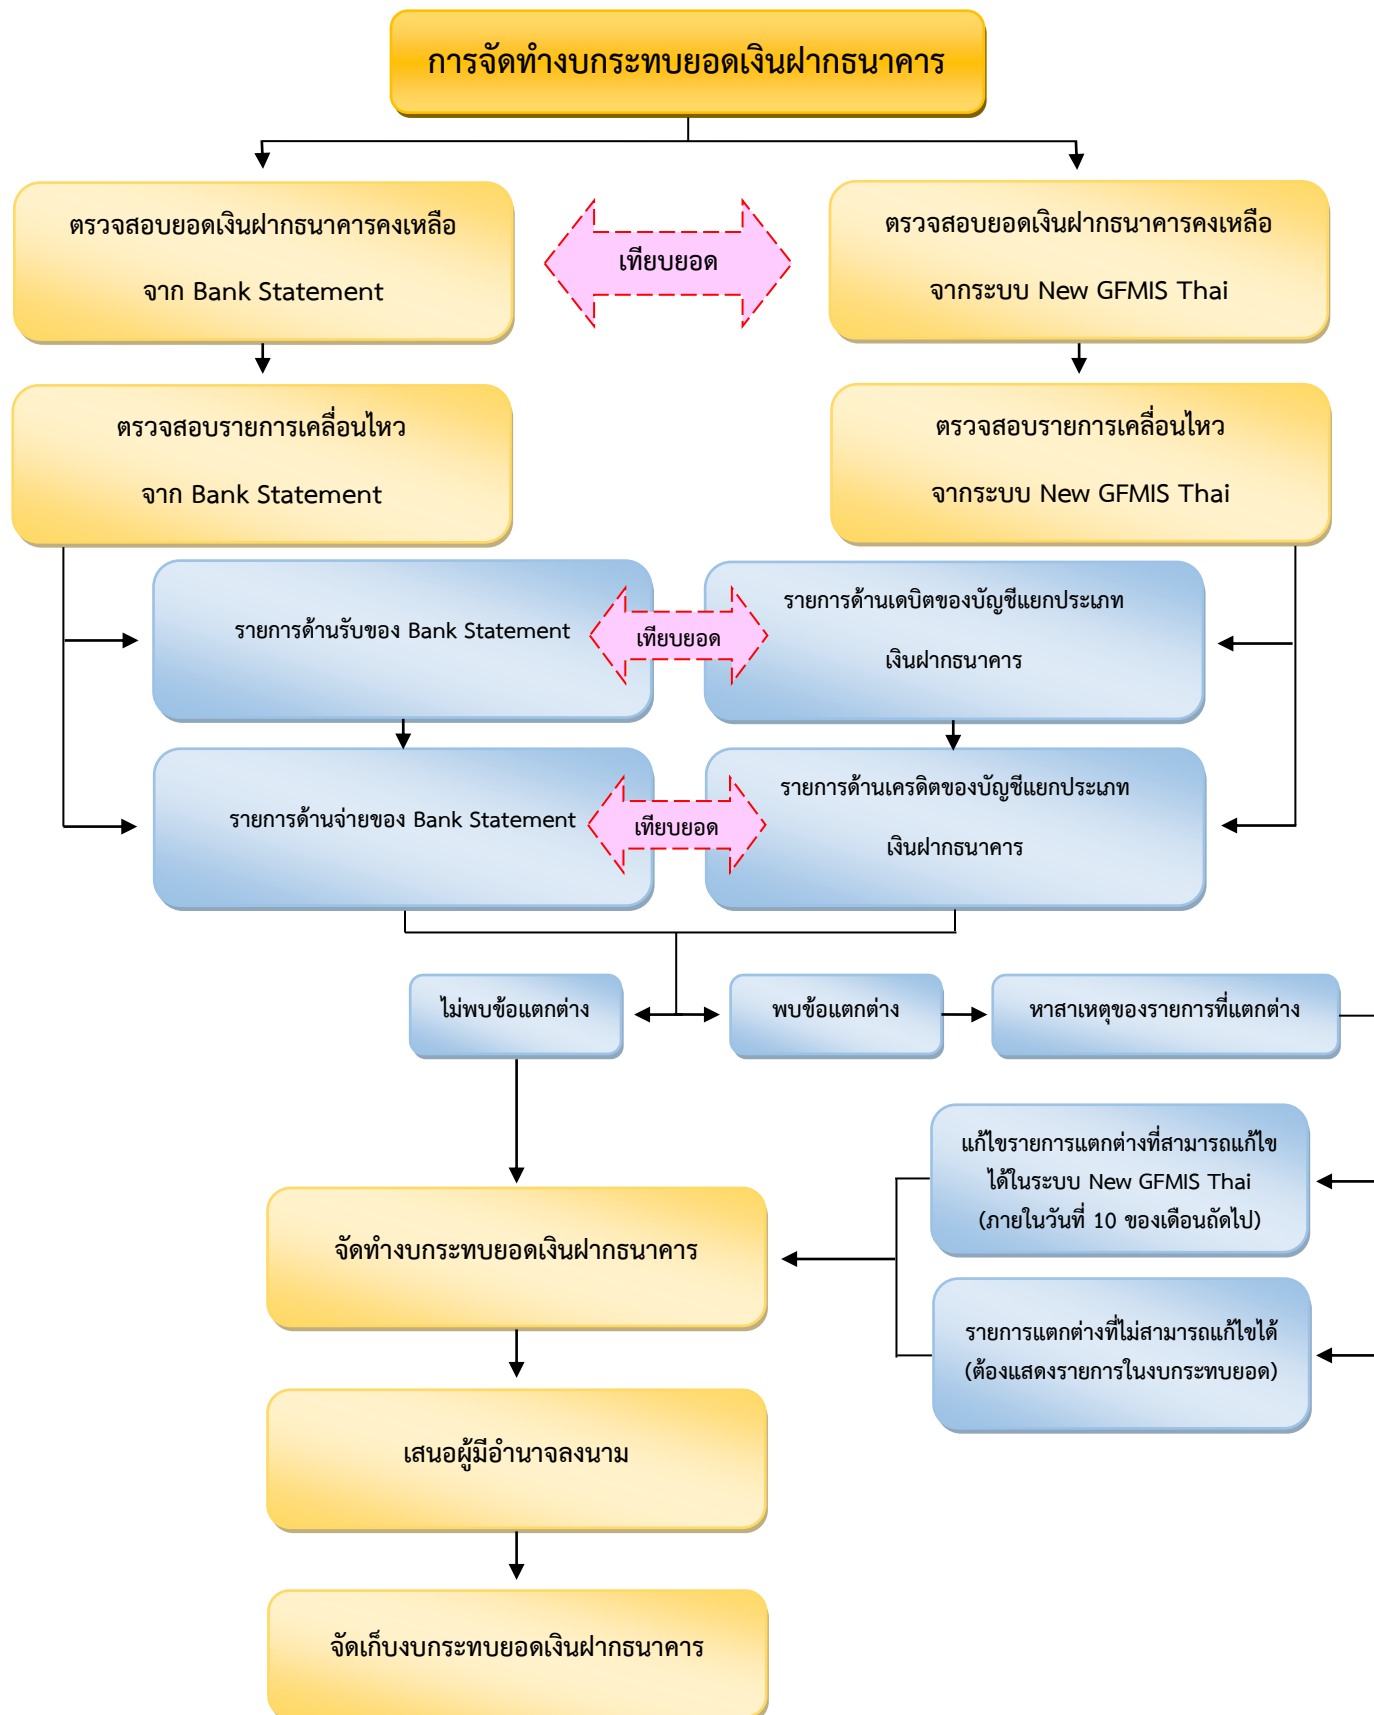 การจัดทำงบกระทบยอดเงินฝากธนาคาร
ตรวจสอบยอดเงินฝากธนาคารคงเหลือ
จาก Bank Statement
เทียบยอด
ตรวจสอบยอดเงินฝากธนาคารคงเหลือ
จากระบบ New GFMIS Thai
ตรวจสอบรายการเคลื่อนไหว
จาก Bank Statement
ตรวจสอบรายการเคลื่อนไหว
จากระบบ New GFMIS Thai
รายการด้านรับของ Bank Statement
เทียบยอด
รายการด้านเดบิตของบัญชีแยกประเภท
เงินฝากธนาคาร
รายการด้านจ่ายของ Bank Statement
เทียบยอด
รายการด้านเครดิตของบัญชีแยกประเภท
เงินฝากธนาคาร
ไม่พบข้อแตกต่าง
พบข้อแตกต่าง
หาสาเหตุของรายการที่แตกต่าง
แก้ไขรายการแตกต่างที่สามารถแก้ไข
ได้ในระบบ New GFMIS Thai
(ภายในวันที่ 10 ของเดือนถัดไป)
จัดทำงบกระทบยอดเงินฝากธนาคาร
รายการแตกต่างที่ไม่สามารถแก้ไขได้
(ต้องแสดงรายการในงบกระทบยอด)
เสนอผู้มีอำนาจลงนาม
จัดเก็บงบกระทบยอดเงินฝากธนาคาร